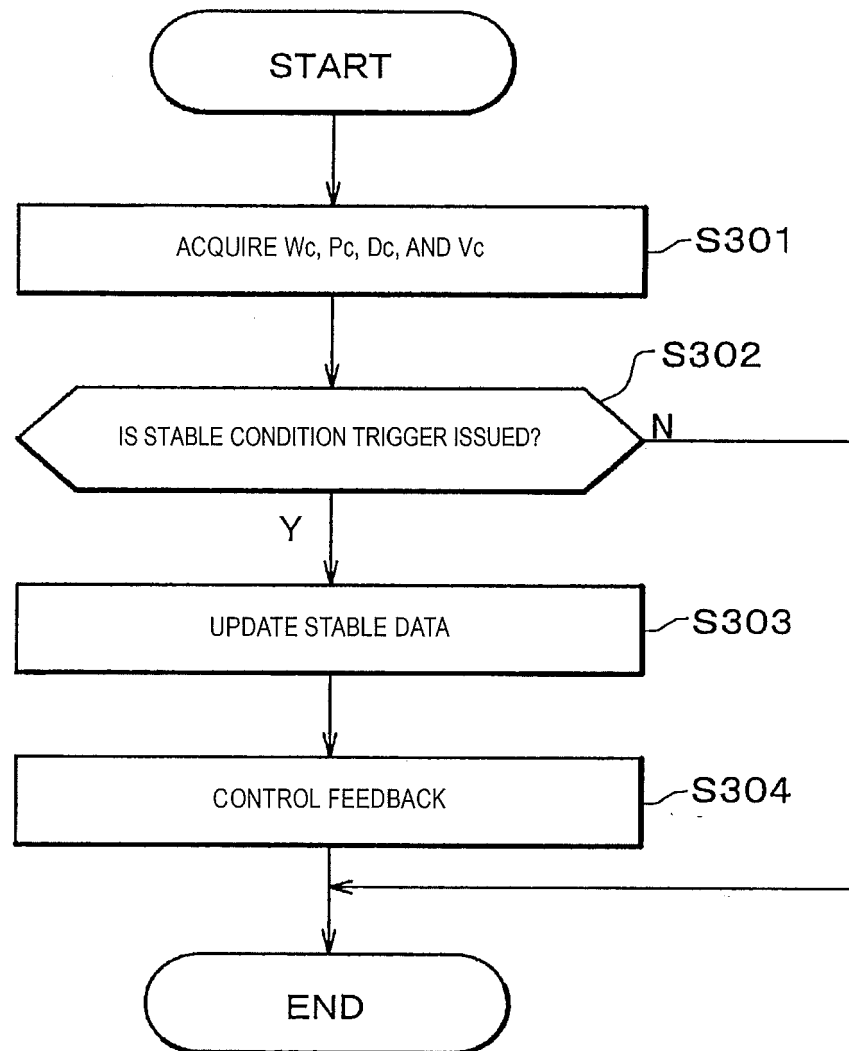 START
ACQUIRE Wc, Pc, Dc, AND Vc
S301
S302
IS STABLE CONDITION TRIGGER ISSUED?
N
Y
UPDATE STABLE DATA
S303
CONTROL FEEDBACK
S304
END